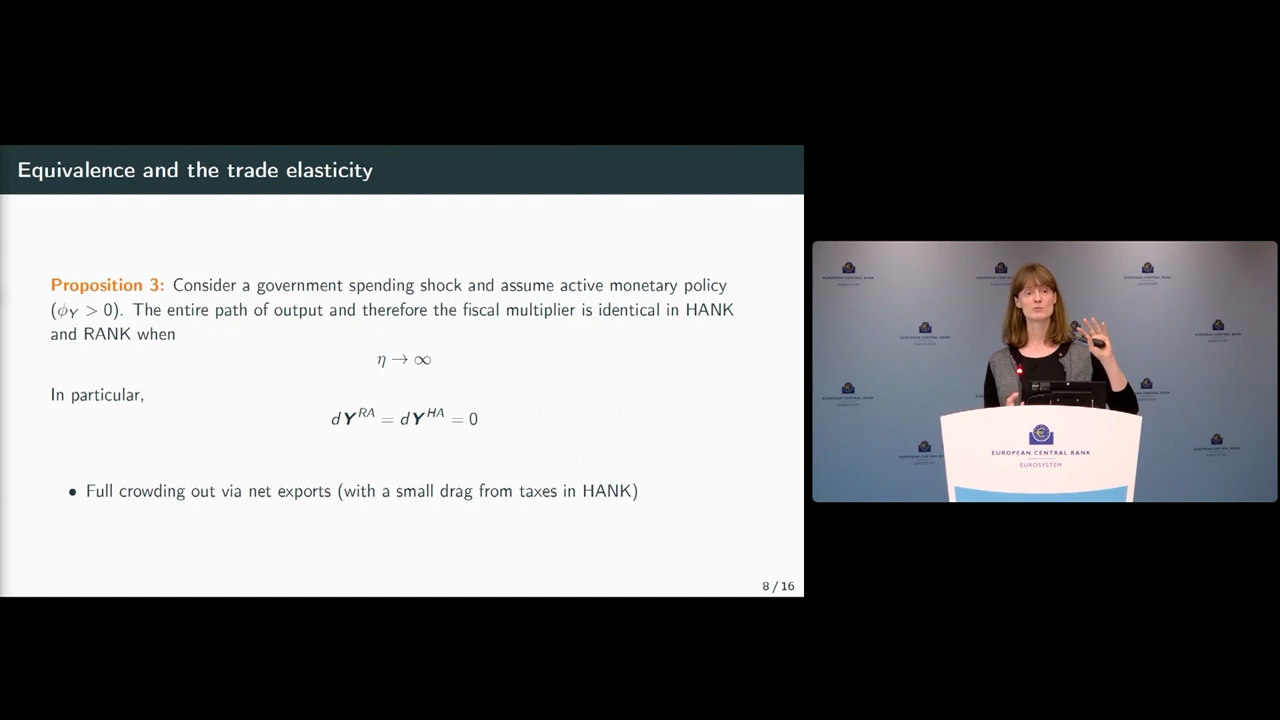 Equivalence and the trade elasticity
Proposition 3: Consider a government spending shock and assume active monetary policy
(ϕ_Y > 0). The entire path of output and therefore the fiscal multiplier is identical in HANK
and RANK when
η → ∞
In particular,
dY^{RA} = dY^{HA} = 0
• Full crowding out via net exports (with a small drag from taxes in HANK)
8 / 16
EUROPEAN CENTRAL BANK
EUROSYSTEM